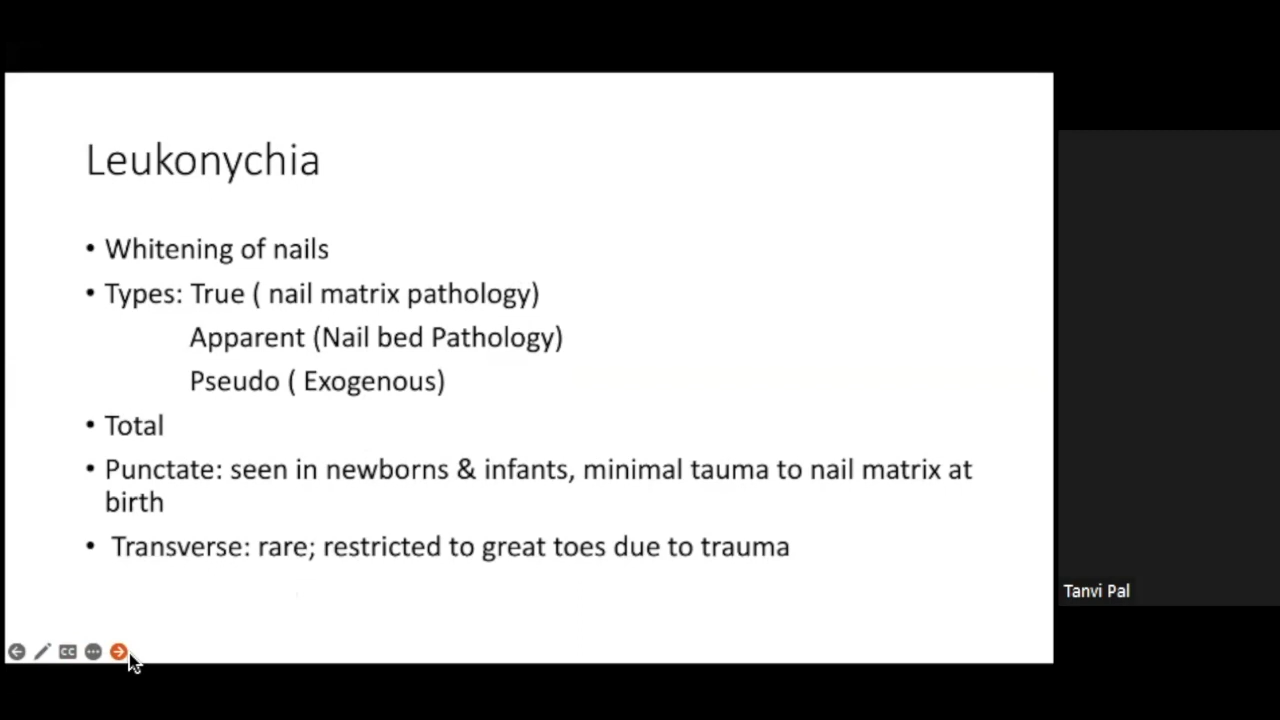 Leukonychia
• Whitening of nails
• Types: True ( nail matrix pathology)
Apparent (Nail bed Pathology)
Pseudo ( Exogenous)
• Total
• Punctate: seen in newborns & infants, minimal tauma to nail matrix at
birth
• Transverse: rare; restricted to great toes due to trauma
CC
Tanvi Pal